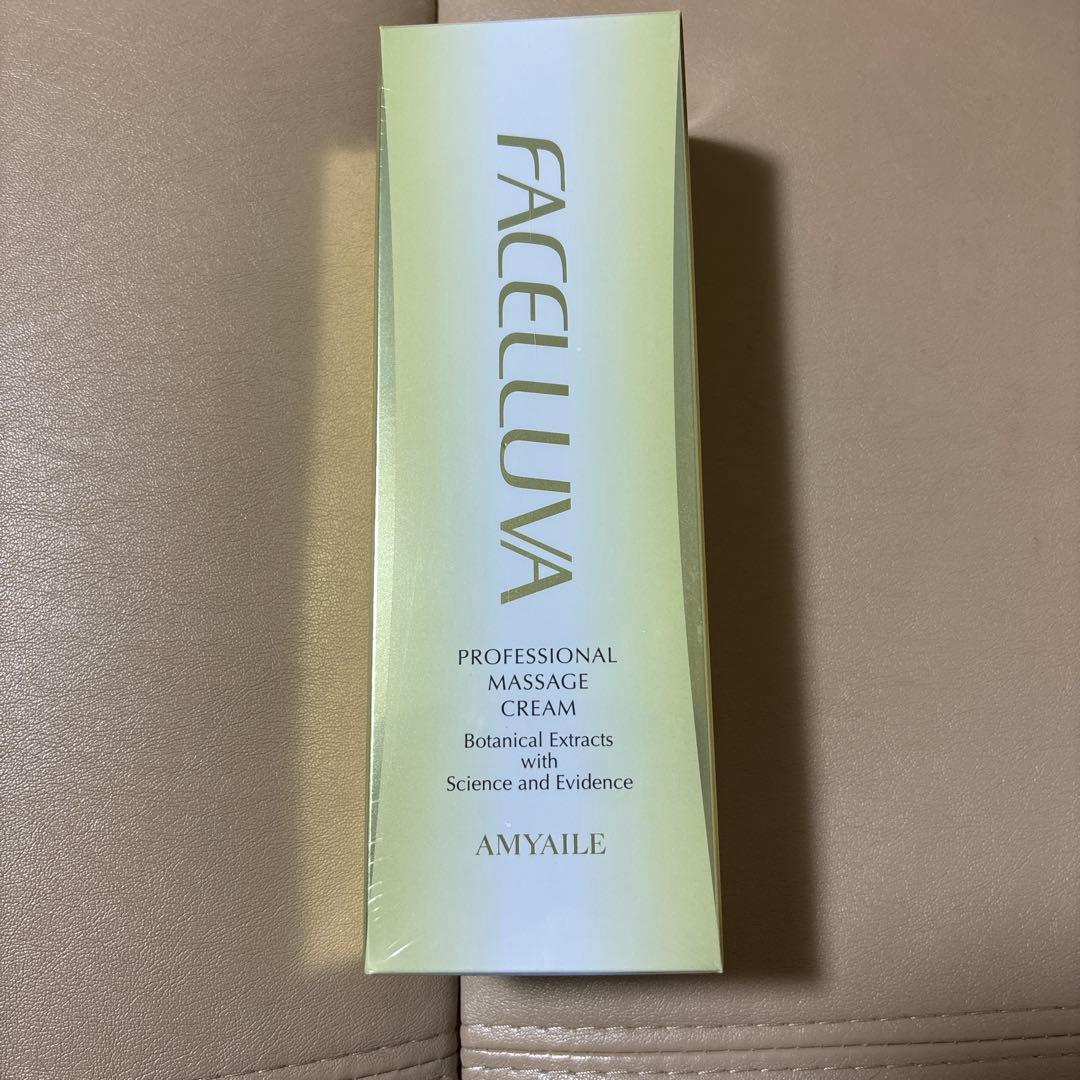 FACELLUVA
PROFESSIONAL
MASSAGE
CREAM
Botanical Extracts
with
Science and Evidence
AMYAILE